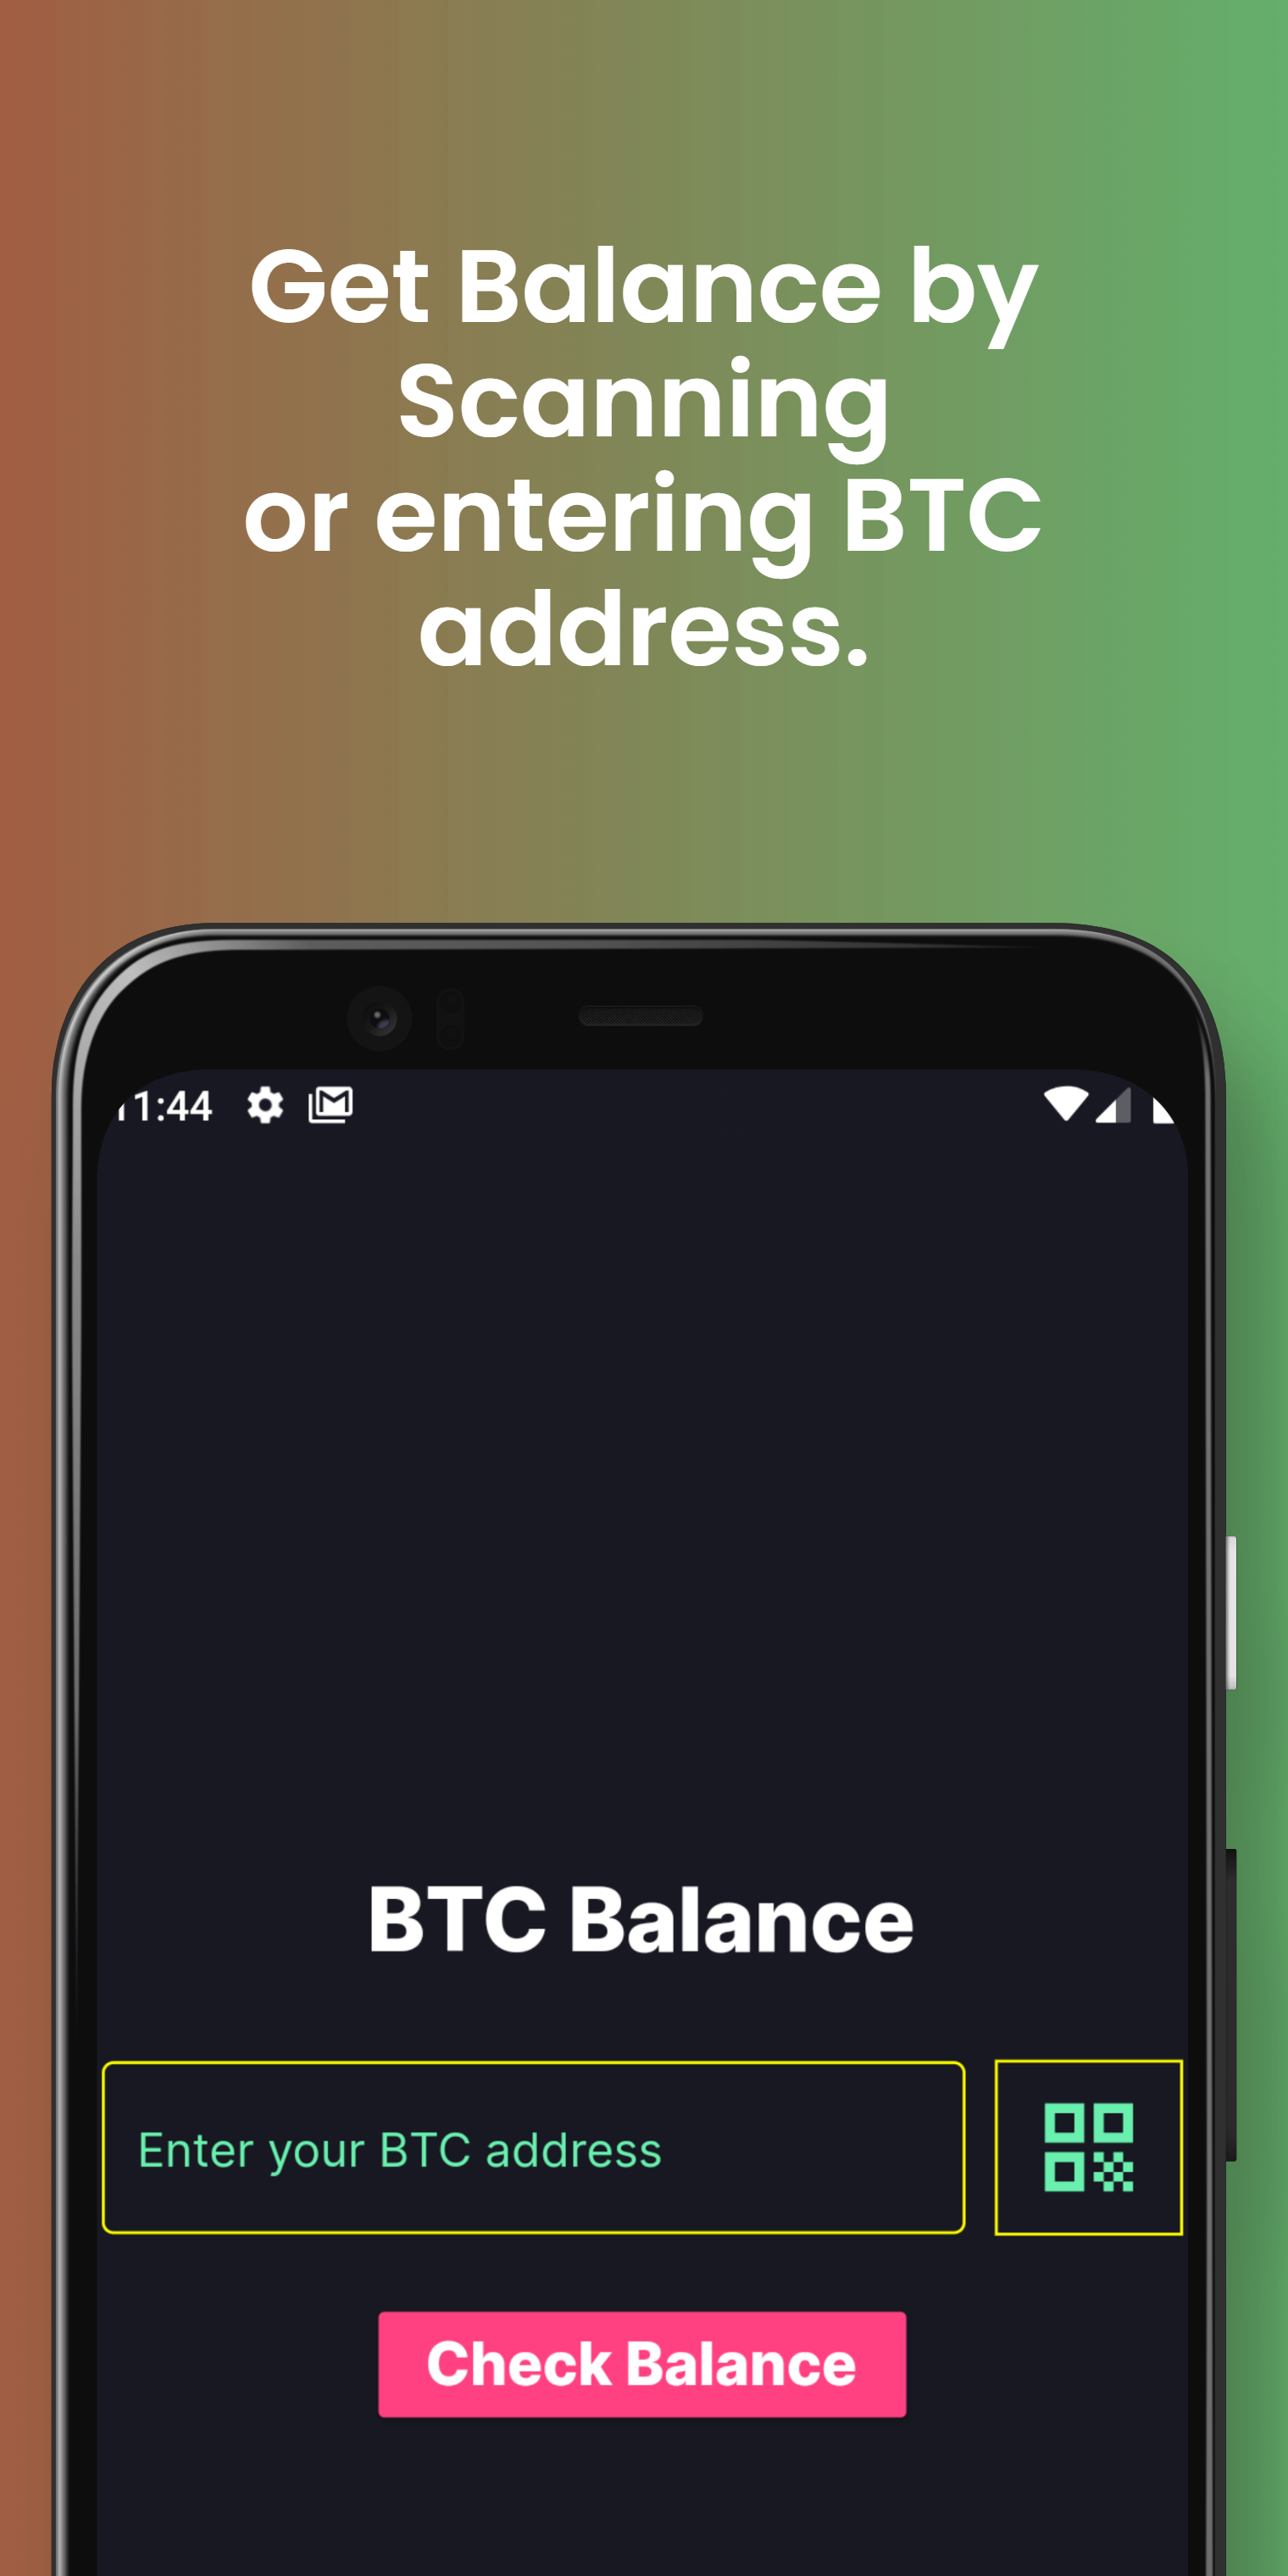 Get Balance by
Scanning
or entering BTC
address.
11:44
BTC Balance
Enter your BTC address
Check Balance